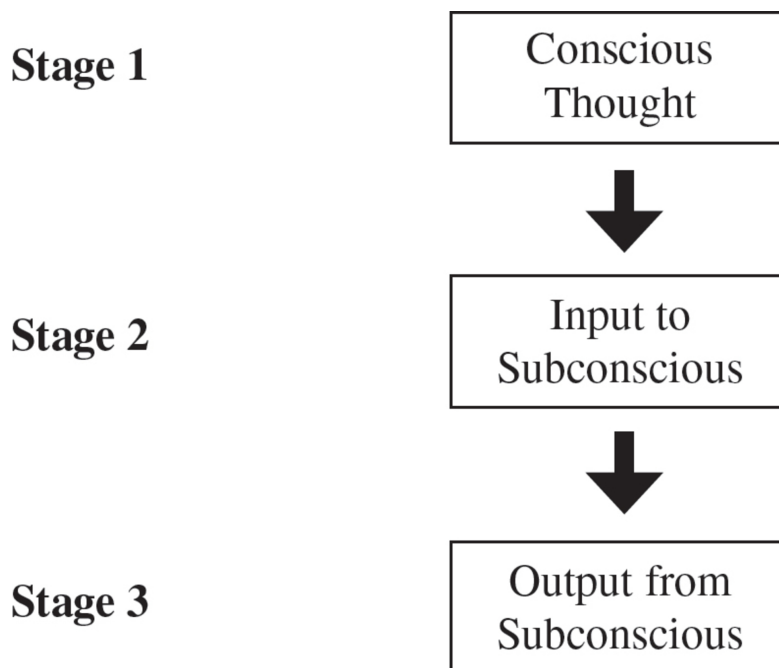 Stage 1
Conscious
Thought
Stage 2
Input to
Subconscious
Stage 3
Output from
Subconscious